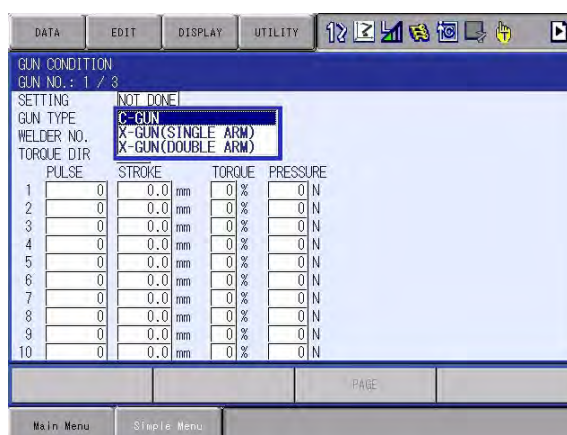 DATA EDIT DISPLAY UTILITY
GUN CONDITION
GUN NO.: 1 / 3
SETTING NOT DONE
GUN TYPE C-GUN
X-GUN(SINGLE ARM)
WELDER NO.
X-GUN(DOUBLE ARM)
TORQUE DIR
PULSE STROKE TORQUE PRESSURE
1 0 0.0 mm 0 % 0 N
2 0 0.0 mm 0 % 0 N
3 0 0.0 mm 0 % 0 N
4 0 0.0 mm 0 % 0 N
5 0 0.0 mm 0 % 0 N
6 0 0.0 mm 0 % 0 N
7 0 0.0 mm 0 % 0 N
8 0 0.0 mm 0 % 0 N
9 0 0.0 mm 0 % 0 N
10 0 0.0 mm 0 % 0 N
PAGE
Main Menu Simple Menu